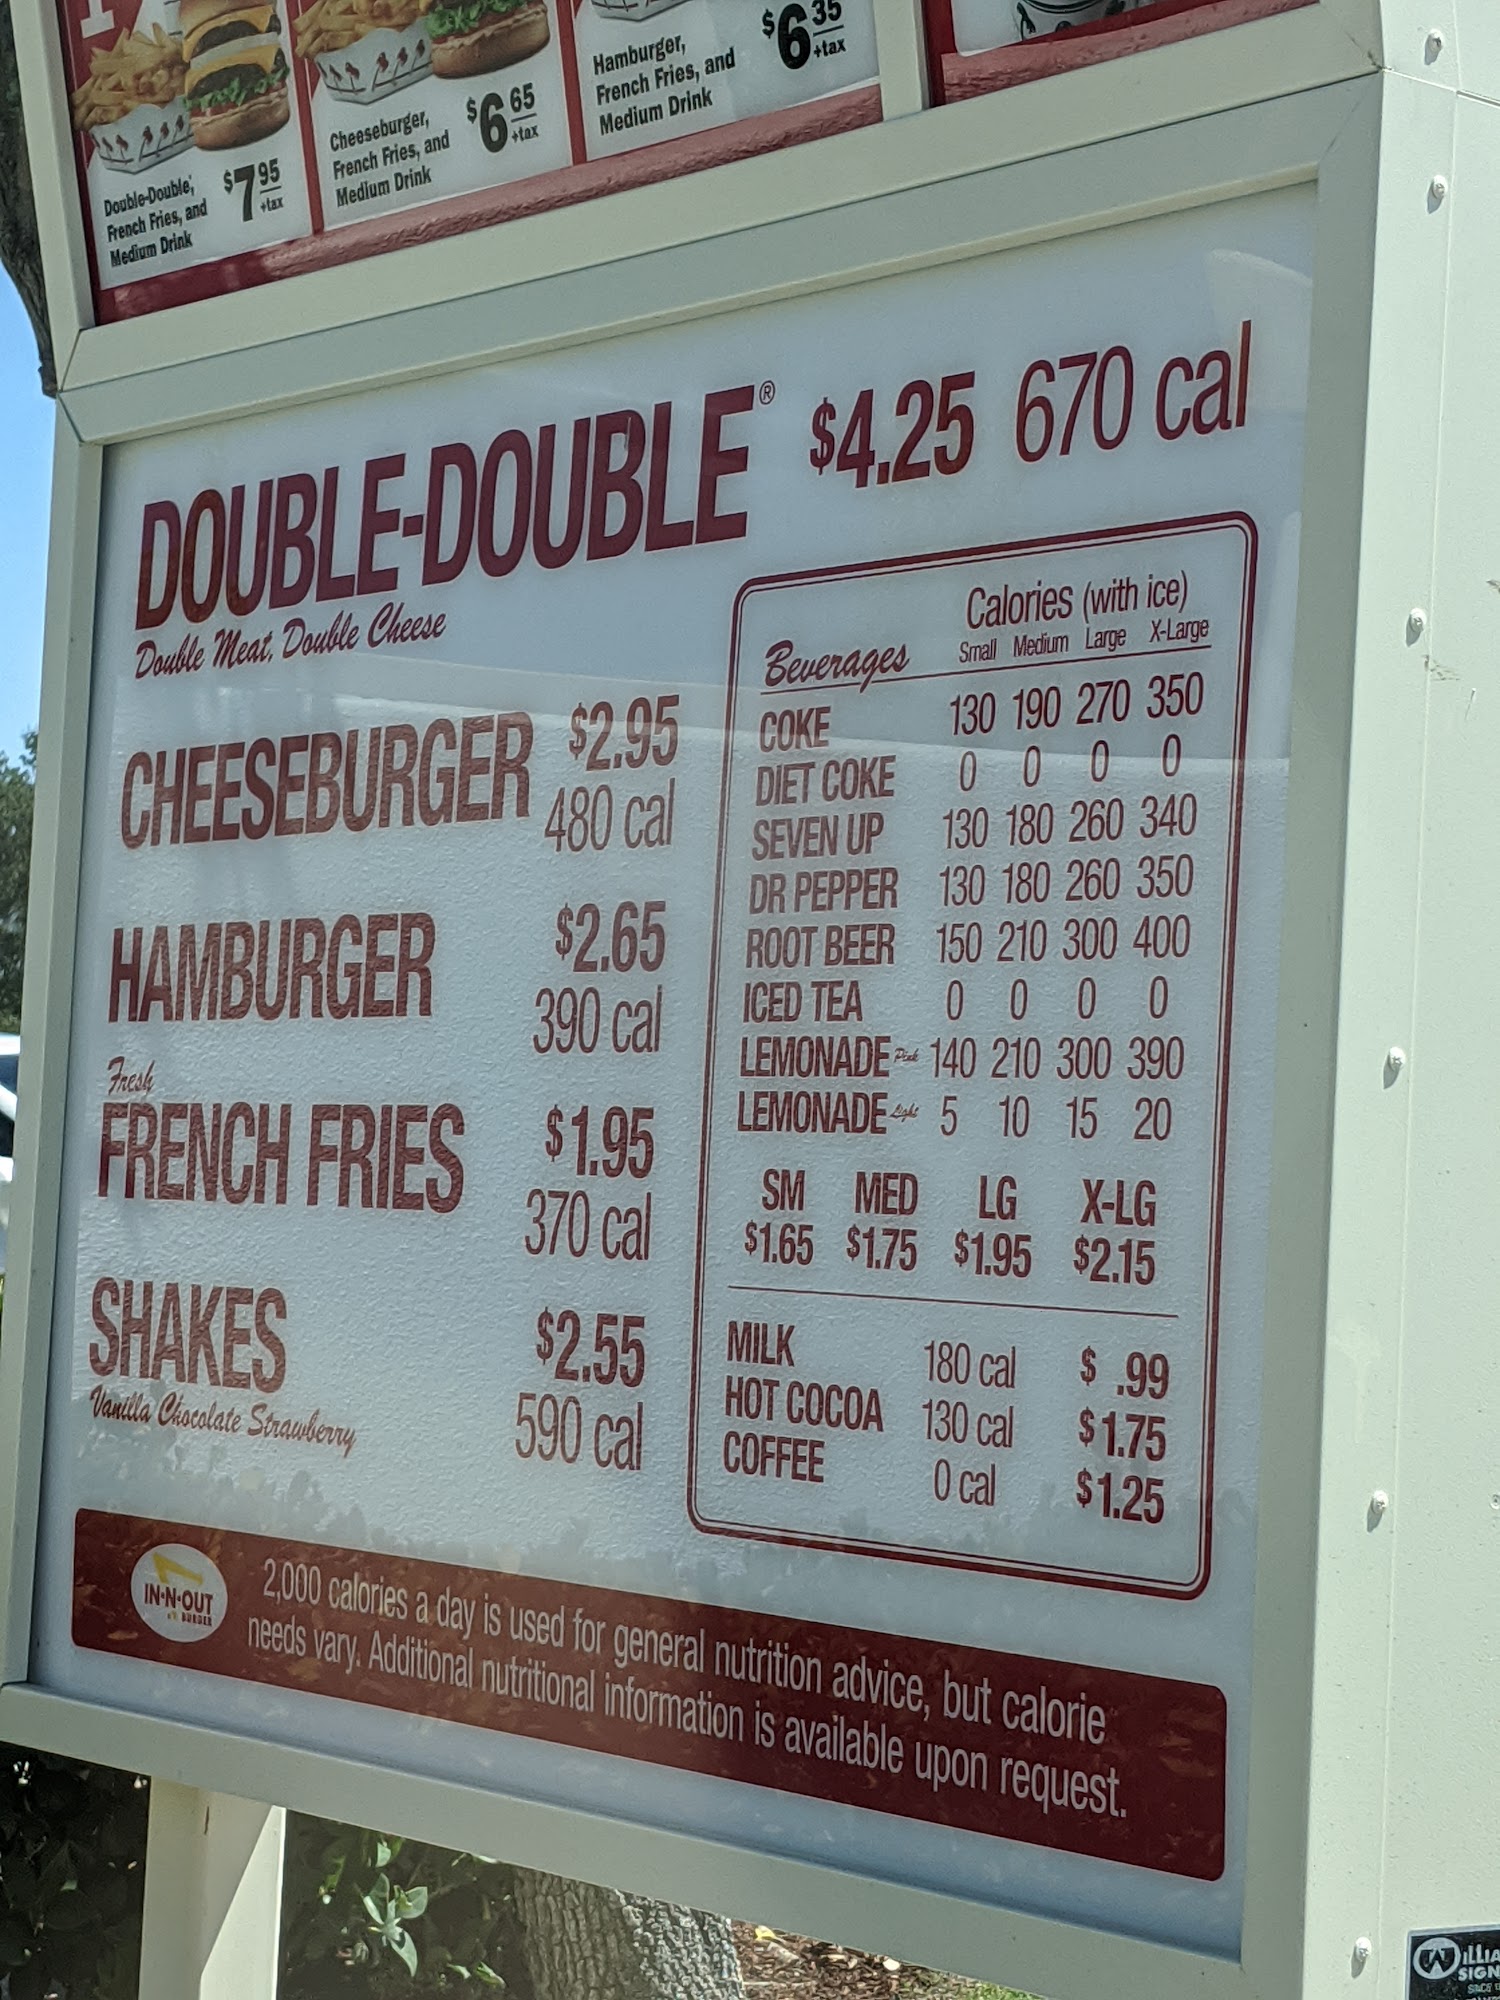 Double-Double®,
French Fries, and
Medium Drink
$7 95
+tax
Cheeseburger,
French Fries, and
Medium Drink
$6 65
+tax
Hamburger,
French Fries, and
Medium Drink
$6 35
+tax
DOUBLE-DOUBLE® $4.25 670 cal
Double Meat, Double Cheese
CHEESEBURGER $2.95
480 cal
HAMBURGER $2.65
390 cal
Fresh
FRENCH FRIES $1.95
370 cal
SHAKES $2.55
Vanilla Chocolate Strawberry 590 cal
Calories (with ice)
Beverages Small Medium Large X-Large
COKE 130 190 270 350
DIET COKE 0 0 0 0
SEVEN UP 130 180 260 340
DR PEPPER 130 180 260 350
ROOT BEER 150 210 300 400
ICED TEA 0 0 0 0
LEMONADE Pink 140 210 300 390
LEMONADE Light 5 10 15 20
SM MED LG X-LG
$1.65 $1.75 $1.95 $2.15
MILK 180 cal $ .99
HOT COCOA 130 cal $1.75
COFFEE 0 cal $1.25
IN-N-OUT
BURGER
2,000 calories a day is used for general nutrition advice, but calorie
needs vary. Additional nutritional information is available upon request.
SIGN